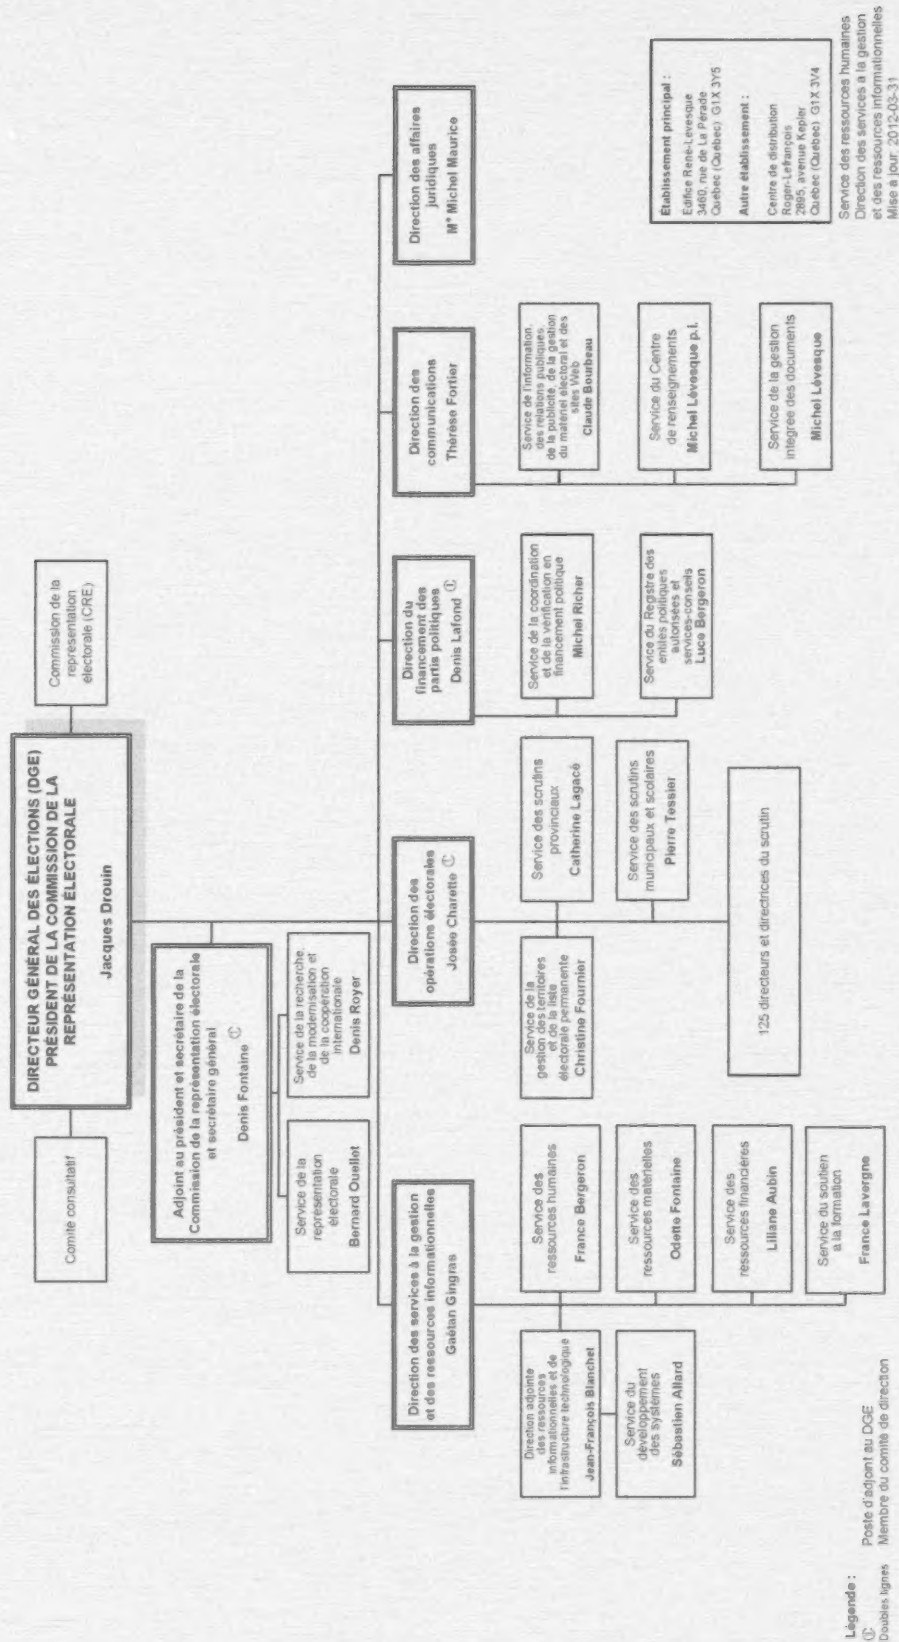 DIRECTEUR GÉNÉRAL DES ÉLECTIONS (DGE)
PRÉSIDENT DE LA COMMISSION DE LA
REPRÉSENTATION ÉLECTORALE
Jacques Drouin
Comité consultatif
Commission de la
représentation
électorale (CRE)
Adjoint au président et secrétaire de la
Commission de la représentation électorale
et secrétaire général
Denis Fontaine ①
Service de la
représentation
électorale
Bernard Ouellet
Service de la recherche,
de la modernisation et
de la coopération
internationale
Denis Royer
Direction des services à la gestion
et des ressources informationnelles
Gaétan Gingras
Direction adjointe
des ressources
informationnelles et de
l'infrastructure technologique
Jean-François Blanchet
Service du
développement
des systèmes
Sébastien Allard
Service des
ressources humaines
France Bergeron
Service des
ressources matérielles
Odette Fontaine
Service des
ressources financières
Liliane Aubin
Service du soutien
à la formation
France Lavergne
Direction des
opérations électorales
Josée Charette ①
Service de la
gestion des territoires
et de la liste
électorale permanente
Christine Fournier
Service des scrutins
provinciaux
Catherine Lagacé
Service des scrutins
municipaux et scolaires
Pierre Tessier
125 directeurs et directrices du scrutin
Direction du
financement des
partis politiques
Denis Lafond ①
Service de la coordination
et de la vérification en
financement politique
Michel Richer
Service du Registre des
entités politiques
autorisées et
services-conseils
Luce Bergeron
Direction des
communications
Thérèse Fortier
Service de l'information,
des relations publiques,
de la publicité, de la gestion
du matériel électoral et des
sites Web
Claude Bourbeau
Service du Centre
de renseignements
Michel Lévesque p.i.
Service de la gestion
intégrée des documents
Michel Lévesque
Direction des affaires
juridiques
Me Michel Maurice
Légende :
① Poste d'adjoint au DGE
Doubles lignes Membre du comité de direction
Établissement principal :
Édifice René-Lévesque
3460, rue de La Pérade
Québec (Québec) G1X 3Y5
Autre établissement :
Centre de distribution
Roger-Lefrançois
2895, avenue Kepler
Québec (Québec) G1X 3V4
Service des ressources humaines
Direction des services à la gestion
et des ressources informationnelles
Mise à jour: 2012-03-31